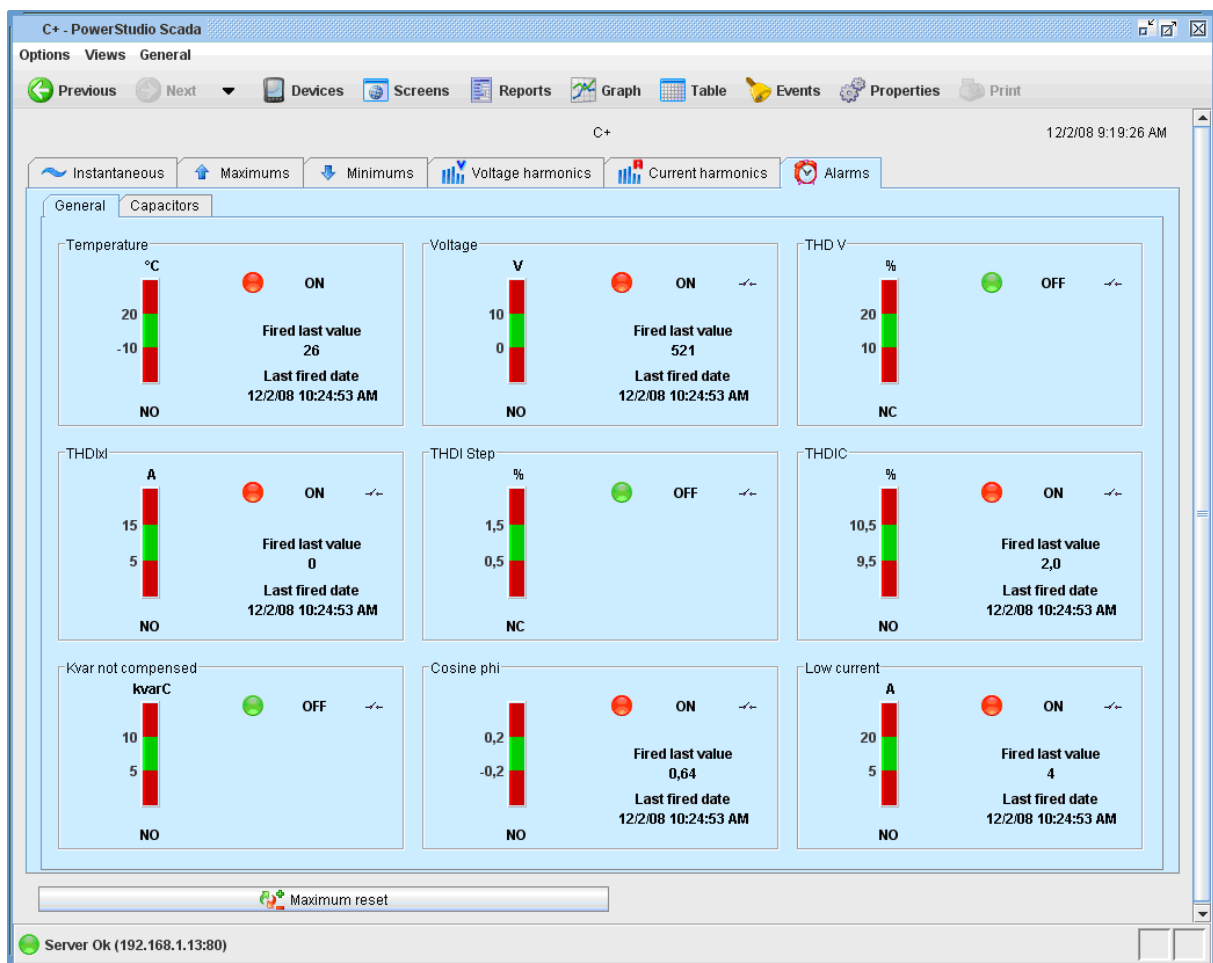 C+ - PowerStudio Scada
Options Views General
Previous Next Devices Screens Reports Graph Table Events Properties Print
C+ 12/2/08 9:19:26 AM
Instantaneous Maximums Minimums Voltage harmonics Current harmonics Alarms
General Capacitors
Temperature
°C
ON
20
-10
Fired last value
26
Last fired date
12/2/08 10:24:53 AM
NO
Voltage
V
ON
10
0
Fired last value
521
Last fired date
12/2/08 10:24:53 AM
NO
THD V
%
OFF
20
10
NC
THDIxI
A
ON
15
5
Fired last value
0
Last fired date
12/2/08 10:24:53 AM
NO
THDI Step
%
OFF
1,5
0,5
NC
THDIC
%
ON
10,5
9,5
Fired last value
2,0
Last fired date
12/2/08 10:24:53 AM
NO
Kvar not compensed
kvarC
OFF
10
5
NO
Cosine phi
ON
0,2
-0,2
Fired last value
0,64
Last fired date
12/2/08 10:24:53 AM
NO
Low current
A
ON
20
5
Fired last value
4
Last fired date
12/2/08 10:24:53 AM
NO
Maximum reset
Server Ok (192.168.1.13:80)